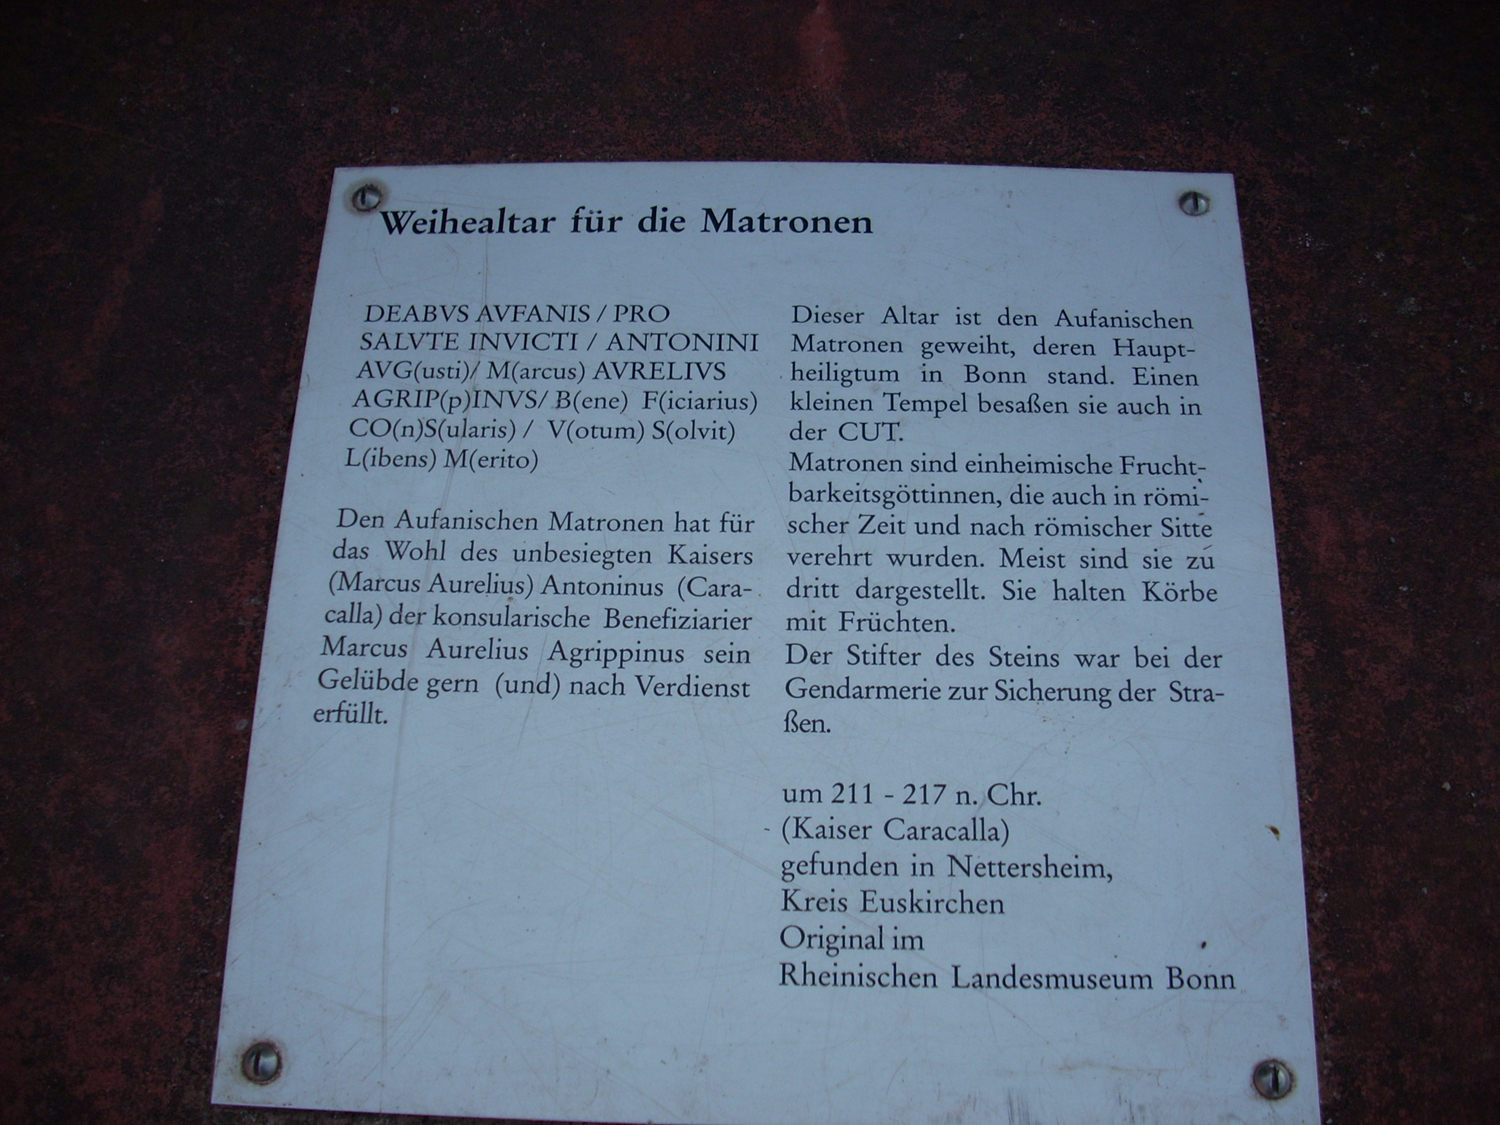 Weihealtar für die Matronen
DEABVS AVFANIS / PRO
SALVTE INVICTI / ANTONINI
AVG(usti)/ M(arcus) AVRELIVS
AGRIP(p)INVS/ B(ene) F(iciarius)
CO(n)S(ularis) / V(otum) S(olvit)
L(ibens) M(erito)
Den Aufanischen Matronen hat für
das Wohl des unbesiegten Kaisers
(Marcus Aurelius) Antoninus (Cara-
calla) der konsularische Benefiziarier
Marcus Aurelius Agrippinus sein
Gelübde gern (und) nach Verdienst
erfüllt.
Dieser Altar ist den Aufanischen
Matronen geweiht, deren Haupt-
heiligtum in Bonn stand. Einen
kleinen Tempel besaßen sie auch in
der CUT.
Matronen sind einheimische Frucht-
barkeitsgöttinnen, die auch in römi-
scher Zeit und nach römischer Sitte
verehrt wurden. Meist sind sie zu
dritt dargestellt. Sie halten Körbe
mit Früchten.
Der Stifter des Steins war bei der
Gendarmerie zur Sicherung der Stra-
ßen.
um 211 - 217 n. Chr.
(Kaiser Caracalla)
gefunden in Nettersheim,
Kreis Euskirchen
Original im
Rheinischen Landesmuseum Bonn